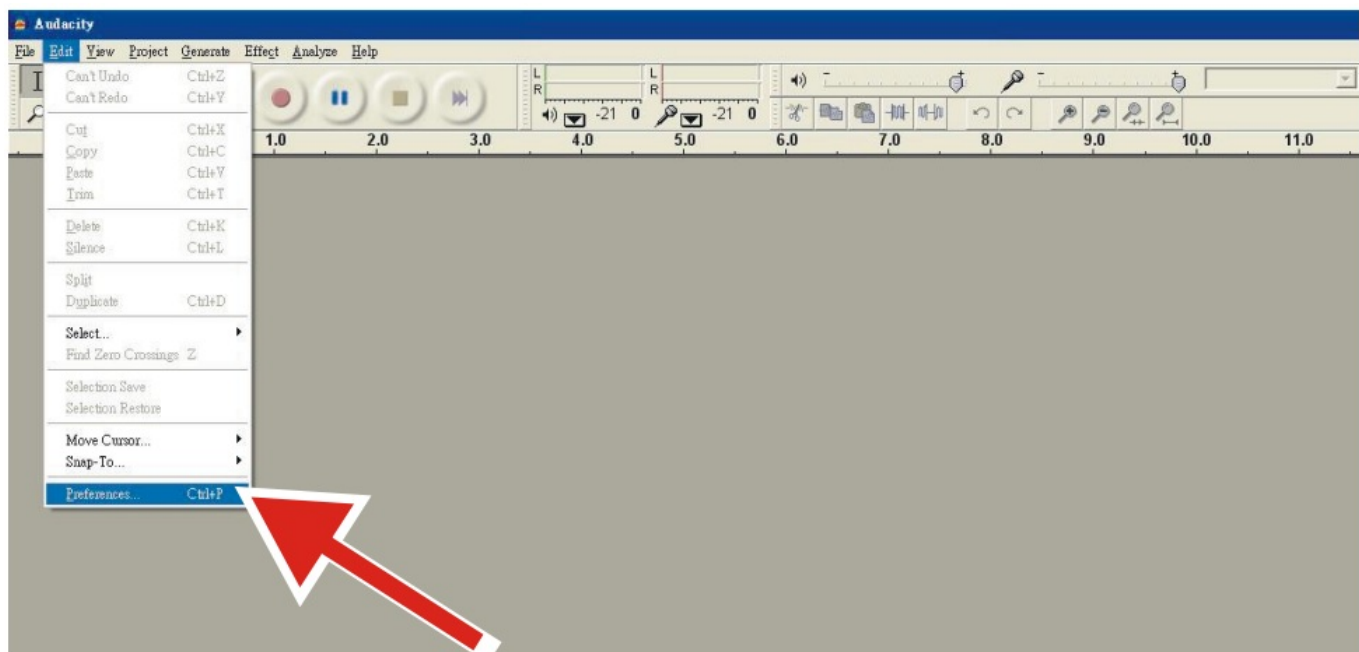 Audacity
File Edit View Project Generate Effect Analyze Help
Can't Undo Ctrl+Z
Can't Redo Ctrl+Y
Cut Ctrl+X
Copy Ctrl+C
Paste Ctrl+V
Trim Ctrl+T
Delete Ctrl+K
Silence Ctrl+L
Split
Duplicate Ctrl+D
Select...
Find Zero Crossings Z
Selection Save
Selection Restore
Move Cursor...
Snap-To...
Preferences... Ctrl+P
L
R
-21 0
L
R
-21 0
1.0 2.0 3.0 4.0 5.0 6.0 7.0 8.0 9.0 10.0 11.0